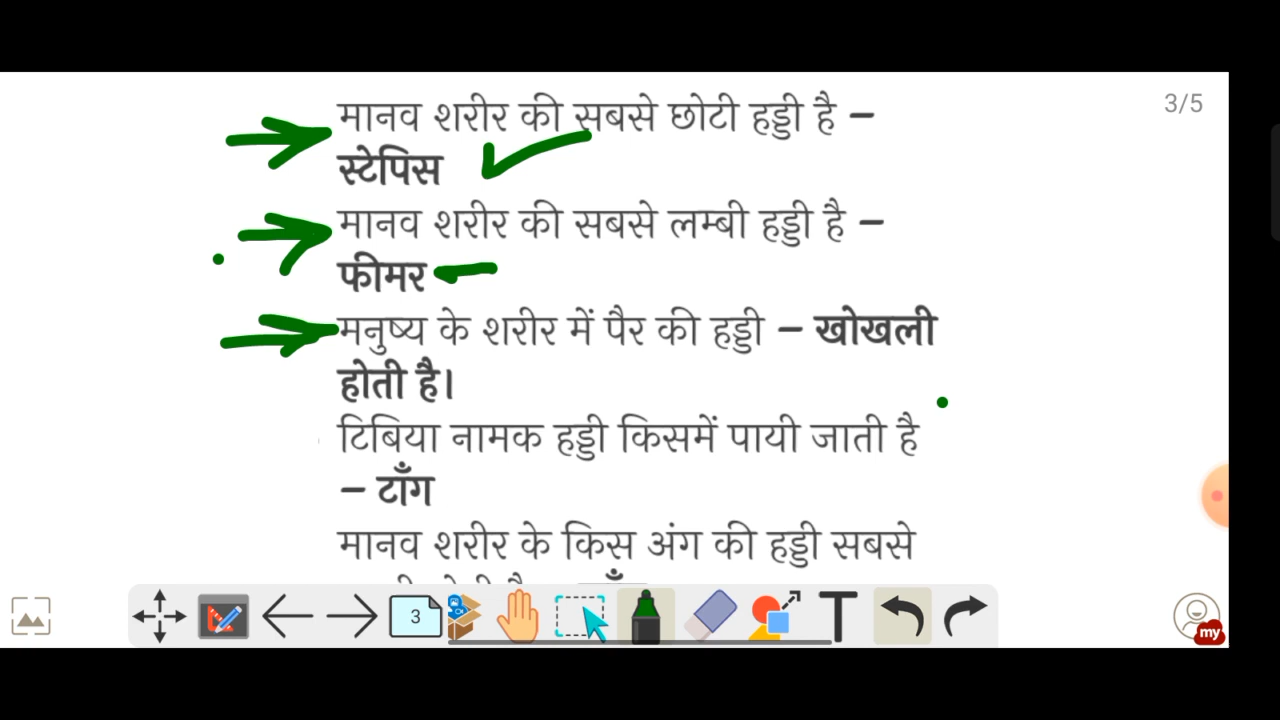 3/5
मानव शरीर की सबसे छोटी हड्डी है –
स्टेपिस
मानव शरीर की सबसे लम्बी हड्डी है –
फीमर
मनुष्य के शरीर में पैर की हड्डी – खोखली
होती है।
टिबिया नामक हड्डी किसमें पायी जाती है
– टाँग
मानव शरीर के किस अंग की हड्डी सबसे
3
T
my